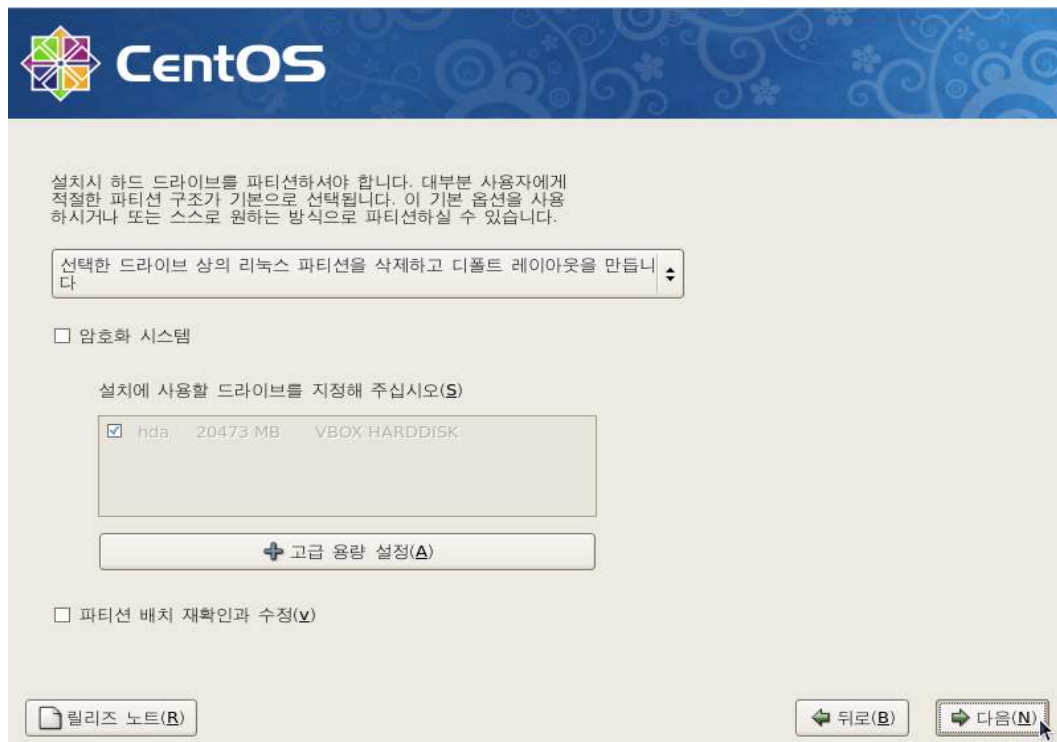 CentOS
설치시 하드 드라이브를 파티션하셔야 합니다. 대부분 사용자에게
적절한 파티션 구조가 기본으로 선택됩니다. 이 기본 옵션을 사용
하시거나 또는 스스로 원하는 방식으로 파티션하실 수 있습니다.
선택한 드라이브 상의 리눅스 파티션을 삭제하고 디폴트 레이아웃을 만듭니
다
암호화 시스템
설치에 사용할 드라이브를 지정해 주십시오(S)
hda 20473 MB VBOX HARDDISK
고급 용량 설정(A)
파티션 배치 재확인과 수정(v)
릴리즈 노트(R) 뒤로(B) 다음(N)